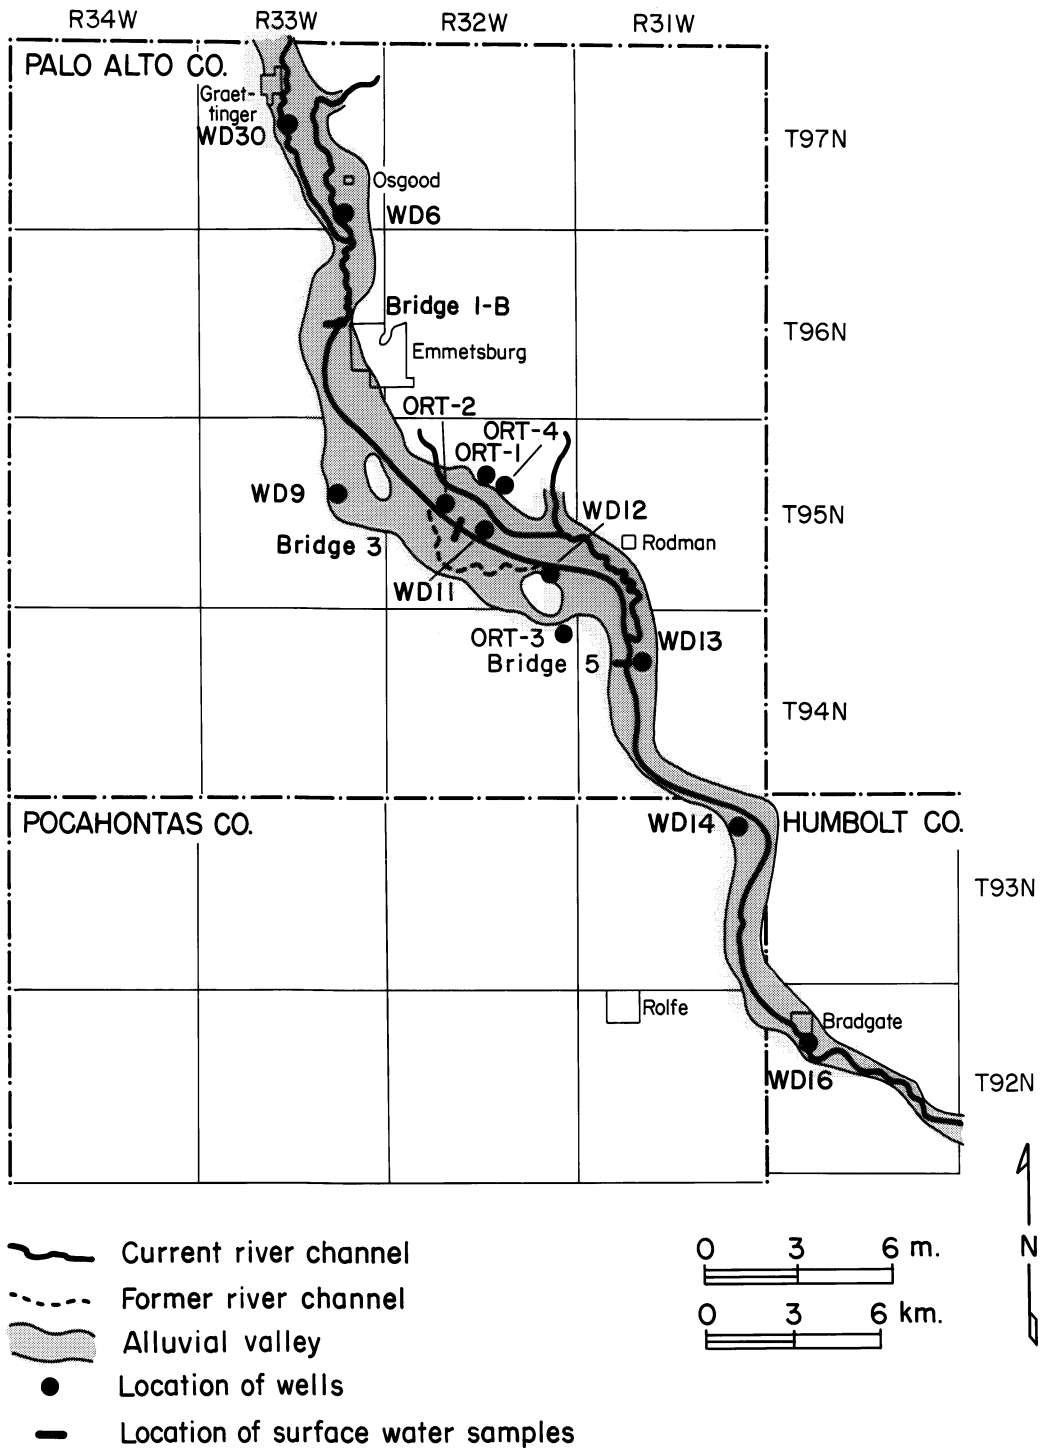 R34W R33W R32W R31W
PALO ALTO CO.
Graet-
tinger
WD30
T97N
Osgood
WD6
Bridge 1-B
T96N
Emmetsburg
ORT-2
ORT-4
ORT-1
WD9
WD12
T95N
Bridge 3
Rodman
WD11
ORT-3
WD13
Bridge 5
T94N
POCAHONTAS CO.
WD14
HUMBOLT CO.
T93N
Rolfe
Bradgate
WD16
T92N
Current river channel
0 3 6 m.
N
Former river channel
0 3 6 km.
Alluvial valley
Location of wells
Location of surface water samples